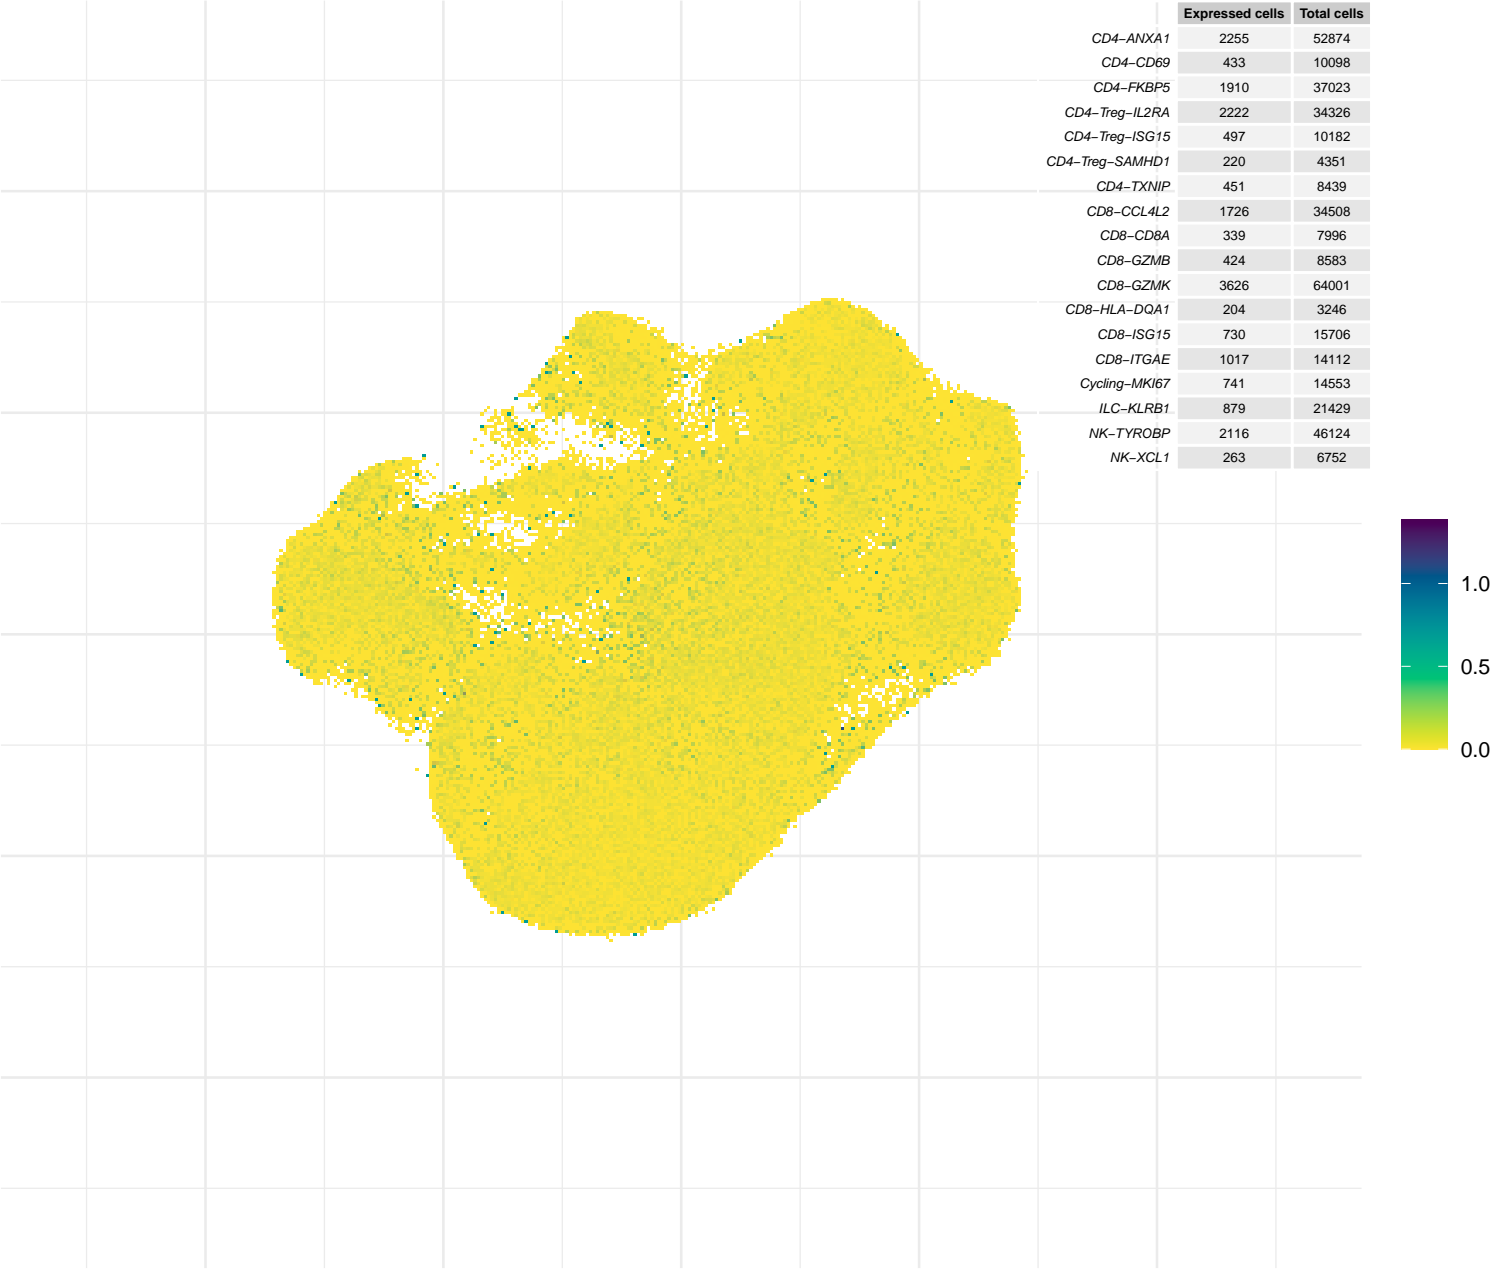 Expressed cells Total cells
CD4−ANXA1 2255 52874
CD4−CD69 433 10098
CD4−FKBP5 1910 37023
CD4−Treg−IL2RA 2222 34326
CD4−Treg−ISG15 497 10182
CD4−Treg−SAMHD1 220 4351
CD4−TXNIP 451 8439
CD8−CCL4L2 1726 34508
CD8−CD8A 339 7996
CD8−GZMB 424 8583
CD8−GZMK 3626 64001
CD8−HLA−DQA1 204 3246
CD8−ISG15 730 15706
CD8−ITGAE 1017 14112
Cycling−MKI67 741 14553
ILC−KLRB1 879 21429
NK−TYROBP 2116 46124
NK−XCL1 263 6752
1.0
0.5
0.0